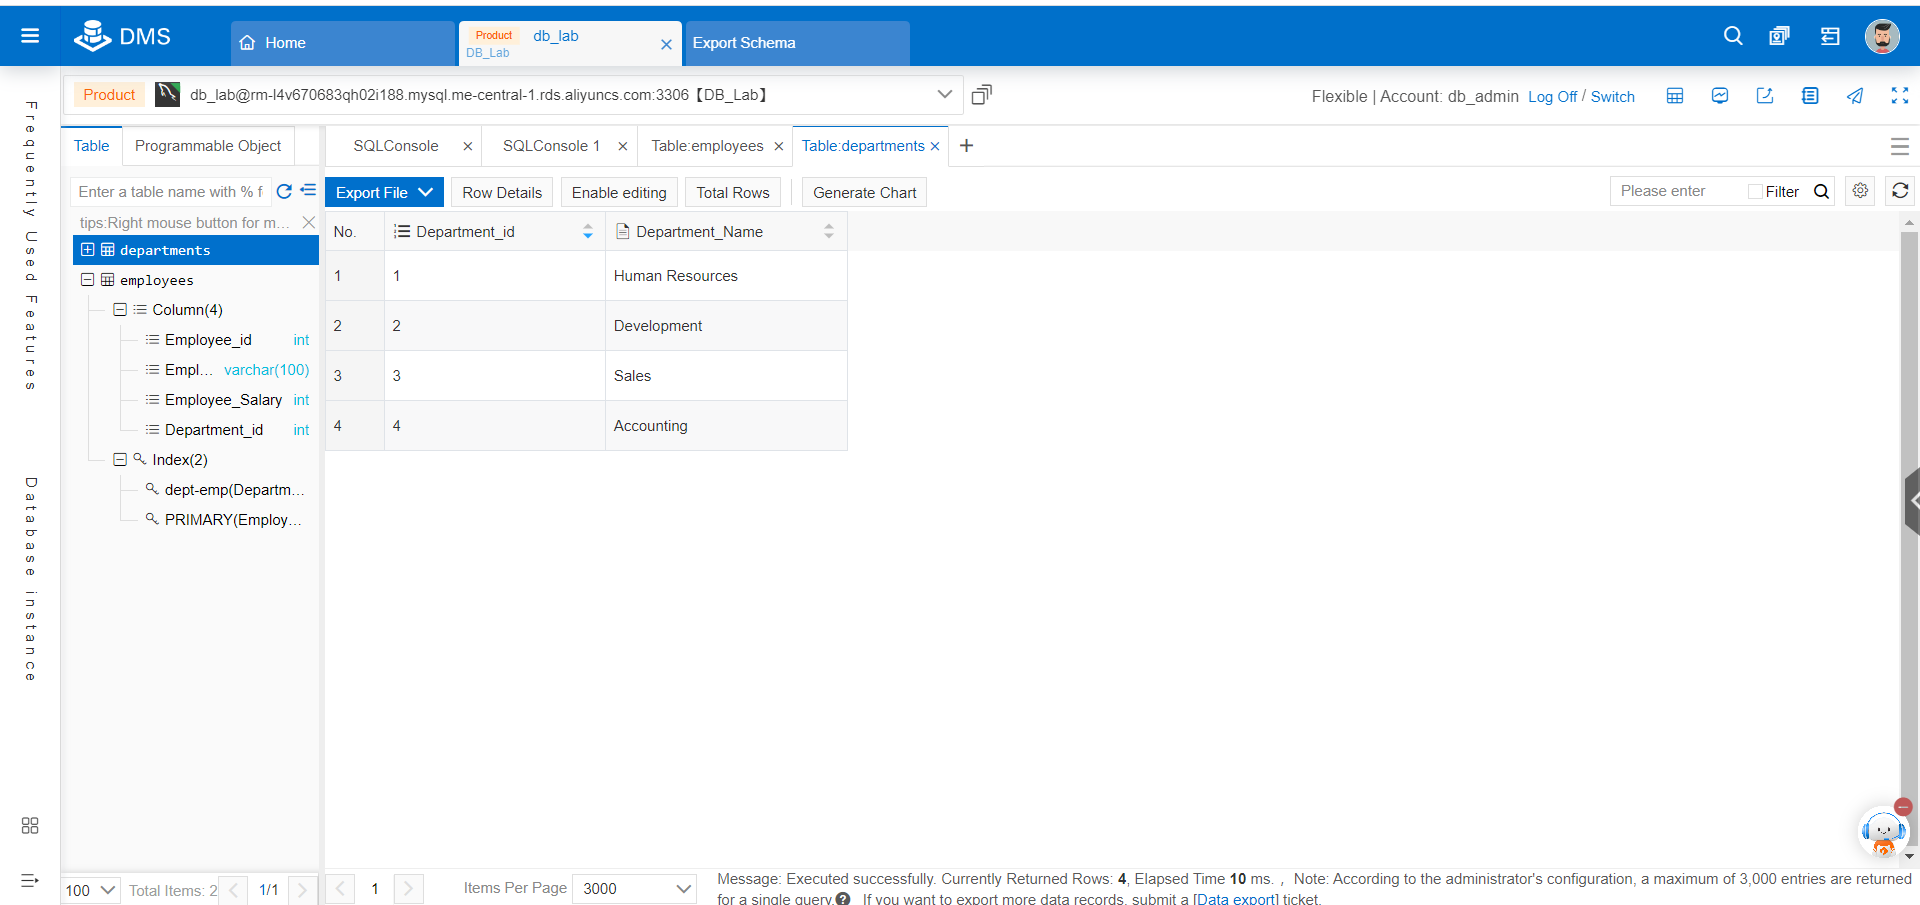 DMS
Home
Product
db_lab
DB_Lab
Export Schema
Product
db_lab@rm-l4v670683qh02i188.mysql.me-central-1.rds.aliyuncs.com:3306【DB_Lab】
Flexible | Account: db_admin Log Off / Switch
Frequently Used Features
Database instance
Table
Programmable Object
SQLConsole
SQLConsole 1
Table:employees
Table:departments
Enter a table name with % f
tips:Right mouse button for m...
departments
employees
Column(4)
Employee_id int
Empl... varchar(100)
Employee_Salary int
Department_id int
Index(2)
dept-emp(Departm...
PRIMARY(Employ...
100
Total Items: 2
1/1
Export File
Row Details
Enable editing
Total Rows
Generate Chart
Please enter
Filter
No. Department_id Department_Name
1 1 Human Resources
2 2 Development
3 3 Sales
4 4 Accounting
1
Items Per Page 3000
Message: Executed successfully. Currently Returned Rows: 4, Elapsed Time 10 ms. , Note: According to the administrator's configuration, a maximum of 3,000 entries are returned
for a single query. If you want to export more data records, submit a [Data export] ticket.